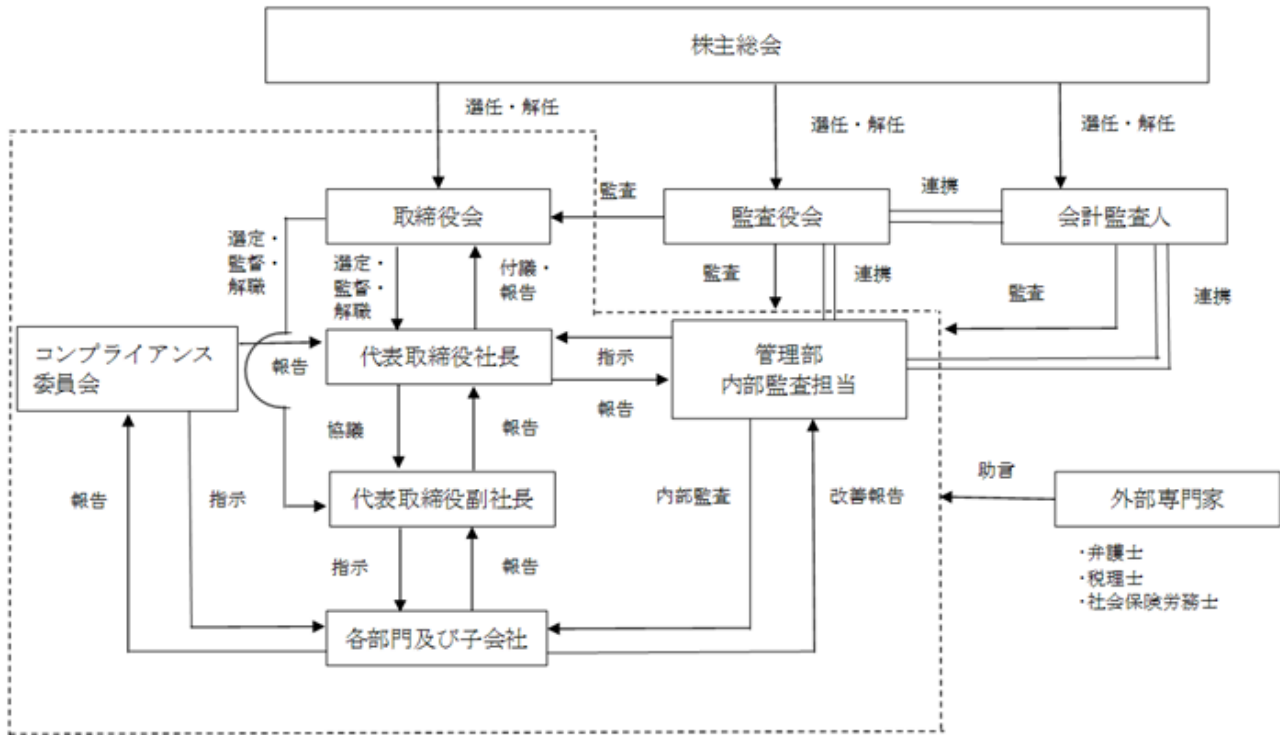 株主総会
選任・解任
選任・解任
選任・解任
取締役会
監査
監査役会
連携
会計監査人
選定・
監督・
解職
選定・
監督・
解職
付議・
報告
監査
連携
監査
連携
コンプライアンス
委員会
報告
代表取締役社長
指示
報告
管理部
内部監査担当
協議
報告
報告
指示
代表取締役副社長
内部監査
改善報告
助言
外部専門家
・弁護士
・税理士
・社会保険労務士
指示
報告
各部門及び子会社